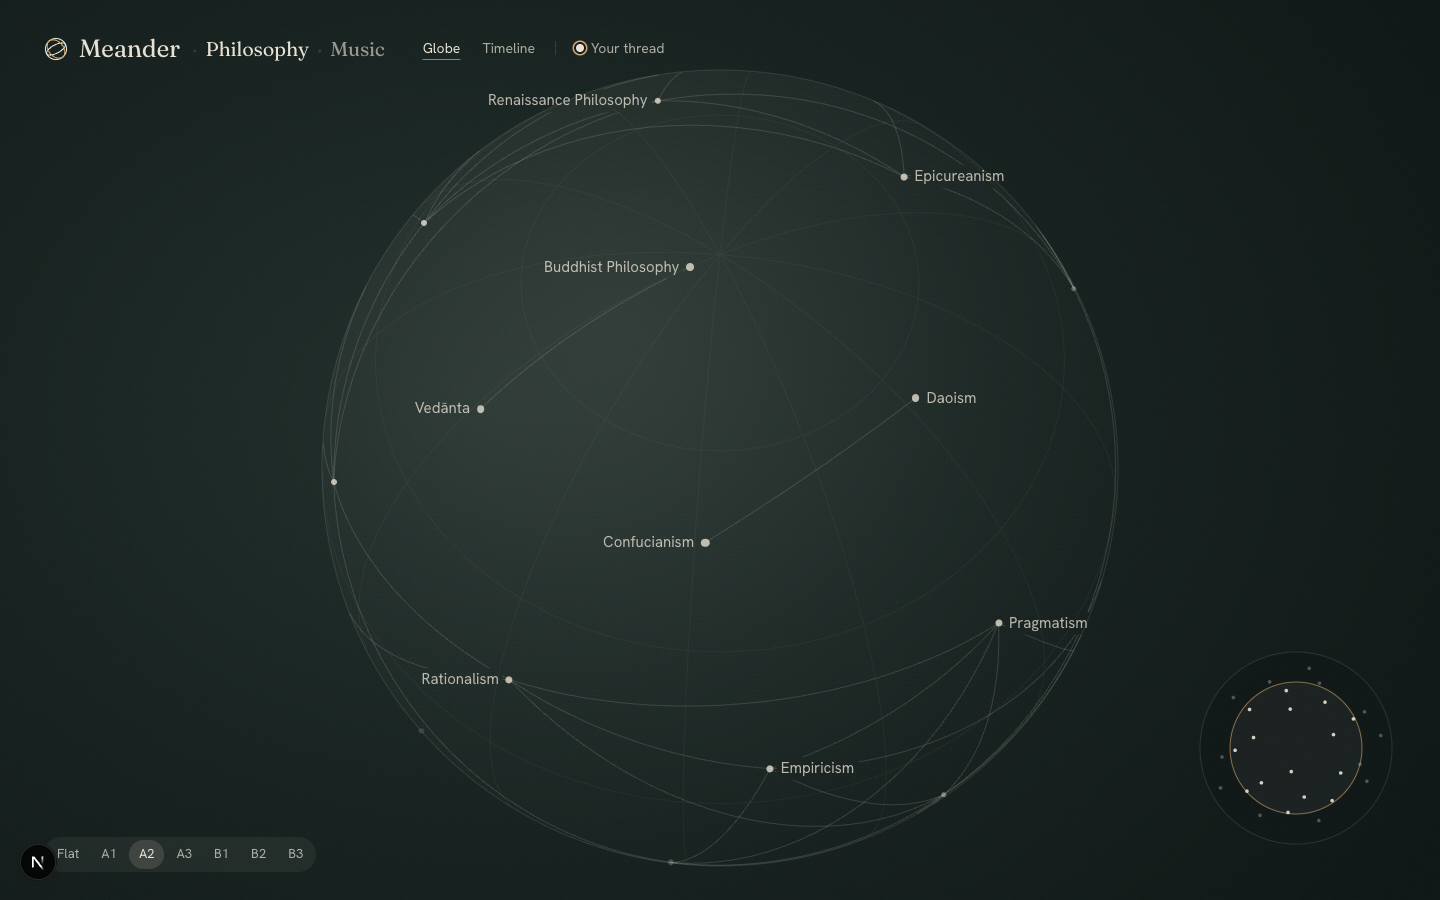 Meander · Philosophy · Music
Globe Timeline Your thread
Renaissance Philosophy
Epicureanism
Buddhist Philosophy
Daoism
Vedānta
Confucianism
Pragmatism
Rationalism
Empiricism
N
Flat A1 A2 A3 B1 B2 B3